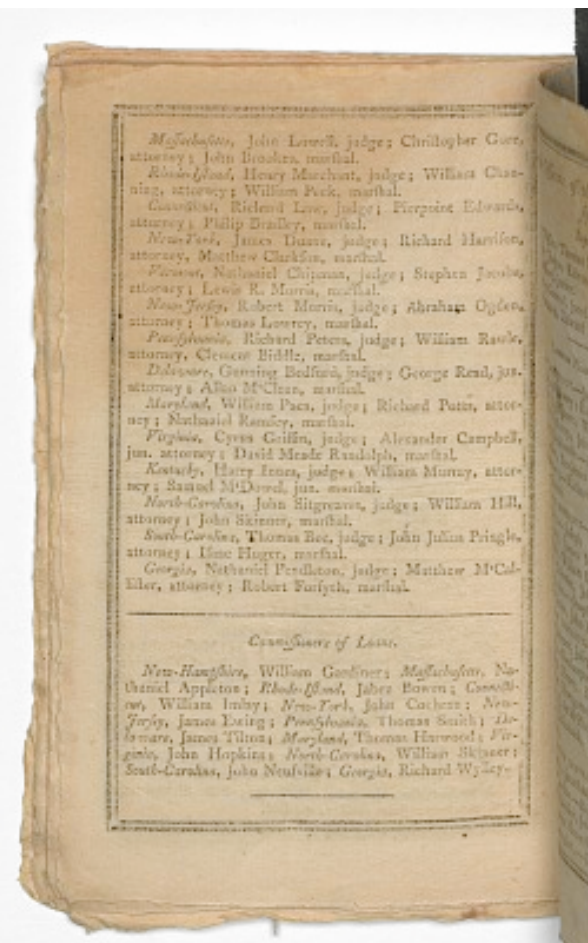 Maſſachuſetts, John Lowell, judge; Chriſtopher Gore,
attorney; John Brookes, marſhal.
Rhode-Iſland, Henry Marchant, judge; William Chan-
ning, attorney; William Peck, marſhal.
Connecticut, Richard Law, judge; Pierpoint Edwards,
attorney; Philip Bradley, marſhal.
New-York, James Duane, judge; Richard Harriſon,
attorney, Matthew Clarkſon, marſhal.
Vermont, Nathaniel Chipman, judge; Stephen Jacobs,
attorney; Lewis R. Morris, marſhal.
New-Jerſey, Robert Morris, judge; Abraham Ogden,
attorney; Thomas Lowrey, marſhal.
Pennſylvania, Richard Peters, judge; William Rawle,
attorney, Clement Biddle, marſhal.
Delaware, Gunning Bedford, judge; George Read, jun.
attorney; Allan M'Clean, marſhal.
Maryland, William Paca, judge; Richard Potts, attor-
ney; Nathaniel Ramſey, marſhal.
Virginia, Cyrus Griffin, judge; Alexander Campbell,
jun. attorney; David Meade Randolph, marſhal.
Kentucky, Harry Innes, judge; William Murray, attor-
ney; Samuel M'Dowel, jun. marſhal.
North-Carolina, John Sitgreaves, judge; William Hill,
attorney; John Skinner, marſhal.
South-Carolina, Thomas Bee, judge; John Julius Pringle,
attorney; Iſaac Huger, marſhal.
Georgia, Nathaniel Pendleton, judge; Matthew M'Cal-
liſter, attorney; Robert Forſyth, marſhal.
Commiſſioners of Loans.
New-Hampſhire, William Gardiner; Maſſachuſetts, Na-
thaniel Appleton; Rhode-Iſland, Jabez Bowen; Connecti-
cut, William Imlay; New-York, John Cochran; New-
Jerſey, James Ewing; Pennſylvania, Thomas Smith; De-
laware, James Tilton; Maryland, Thomas Harwood; Vir-
ginia, John Hopkins; North-Carolina, William Skinner;
South-Carolina, John Neufville; Georgia, Richard Wylley.